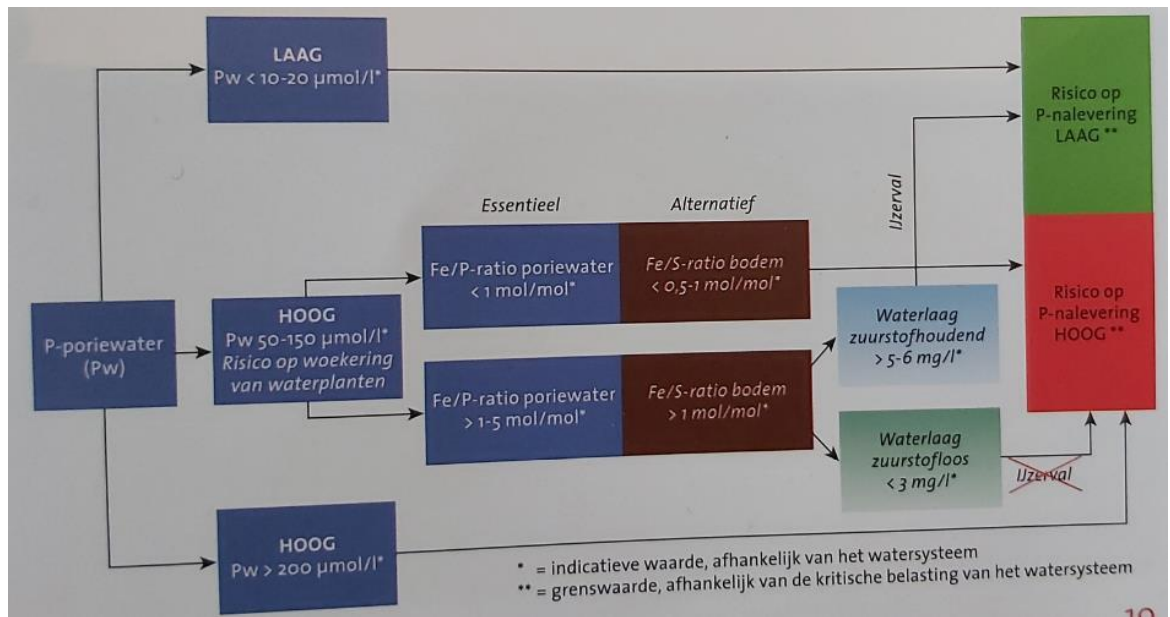 LAAG
Pw < 10-20 µmol/l*
Risico op
P-nalevering
LAAG **
IJzerval
Essentieel
Alternatief
Fe/P-ratio poriewater
< 1 mol/mol*
Fe/S-ratio bodem
< 0,5-1 mol/mol*
P-poriewater
(Pw)
HOOG
Pw 50-150 µmol/l*
Risico op woekering
van waterplanten
Risico op
P-nalevering
HOOG **
Waterlaag
zuurstofhoudend
> 5-6 mg/l*
Fe/P-ratio poriewater
> 1-5 mol/mol*
Fe/S-ratio bodem
> 1 mol/mol*
Waterlaag
zuurstofloos
< 3 mg/l*
IJzerval
HOOG
Pw > 200 µmol/l*
* = indicatieve waarde, afhankelijk van het watersysteem
** = grenswaarde, afhankelijk van de kritische belasting van het watersysteem